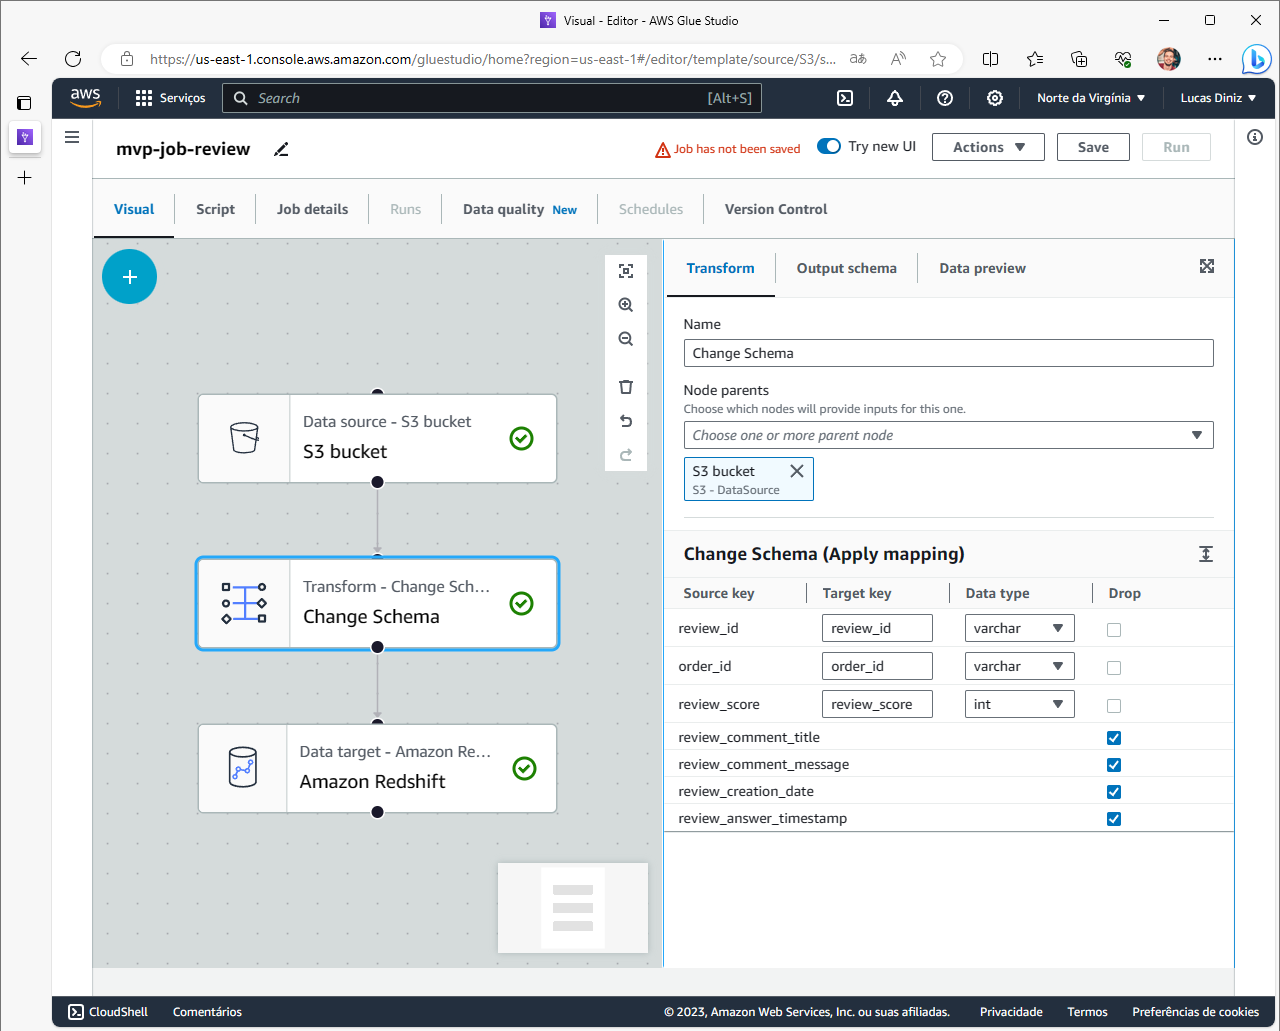 Visual - Editor - AWS Glue Studio
https://us-east-1.console.aws.amazon.com/gluestudio/home?region=us-east-1#/editor/template/source/S3/s...
aあ
aws
Serviços
Search
[Alt+S]
Norte da Virgínia
Lucas Diniz
mvp-job-review
Job has not been saved
Try new UI
Actions
Save
Run
Visual
Script
Job details
Runs
Data quality New
Schedules
Version Control
Data source - S3 bucket
S3 bucket
Transform - Change Sch...
Change Schema
Data target - Amazon Re...
Amazon Redshift
Transform
Output schema
Data preview
Name
Change Schema
Node parents
Choose which nodes will provide inputs for this one.
Choose one or more parent node
S3 bucket
S3 - DataSource
Change Schema (Apply mapping)
Source key Target key Data type Drop
review_id review_id varchar
order_id order_id varchar
review_score review_score int
review_comment_title
review_comment_message
review_creation_date
review_answer_timestamp
CloudShell
Comentários
© 2023, Amazon Web Services, Inc. ou suas afiliadas.
Privacidade
Termos
Preferências de cookies